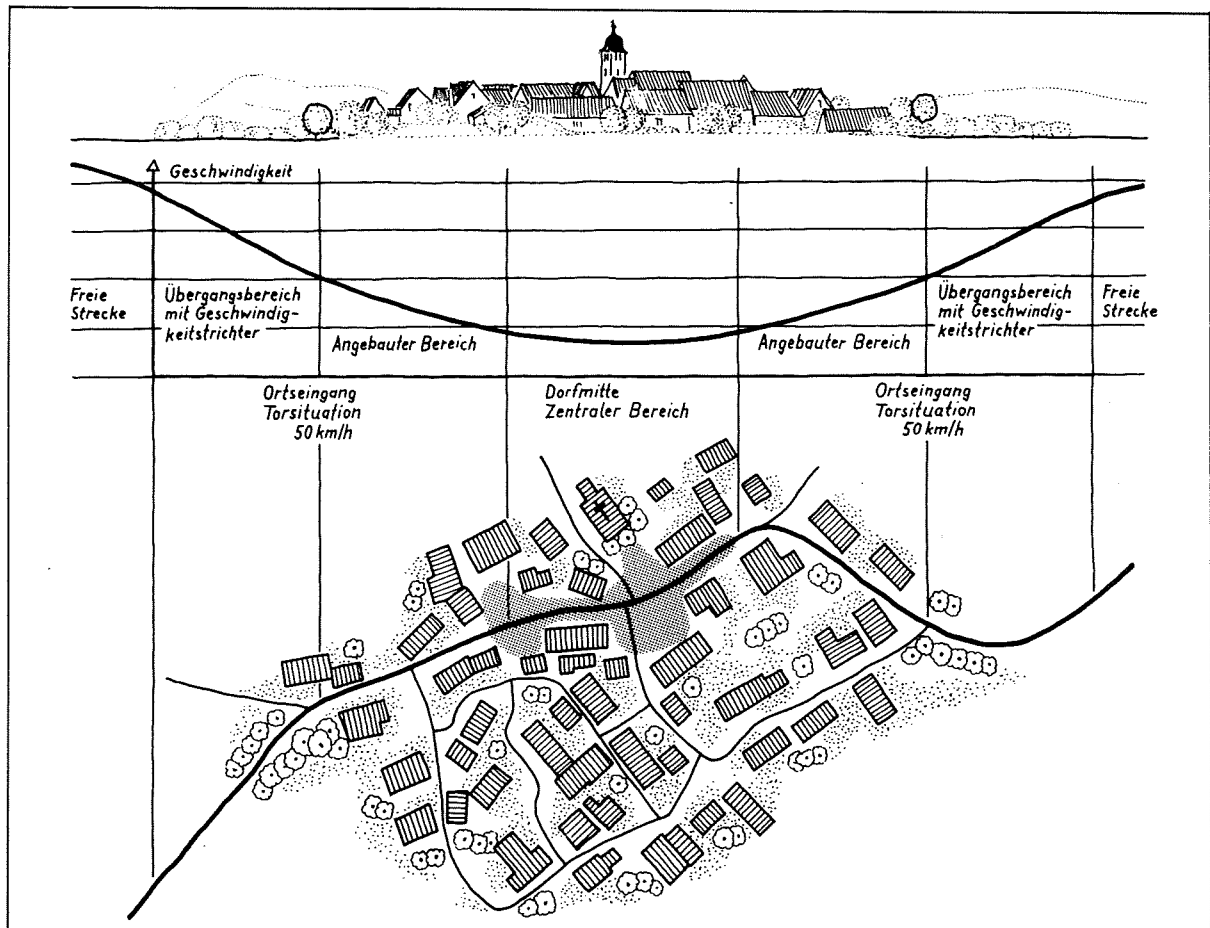 Geschwindigkeit
Freie
Strecke
Übergangsbereich
mit Geschwindig-
keitstrichter
Angebauter Bereich
Angebauter Bereich
Übergangsbereich
mit Geschwindig-
keitstrichter
Freie
Strecke
Ortseingang
Torsituation
50 km/h
Dorfmitte
Zentraler Bereich
Ortseingang
Torsituation
50 km/h